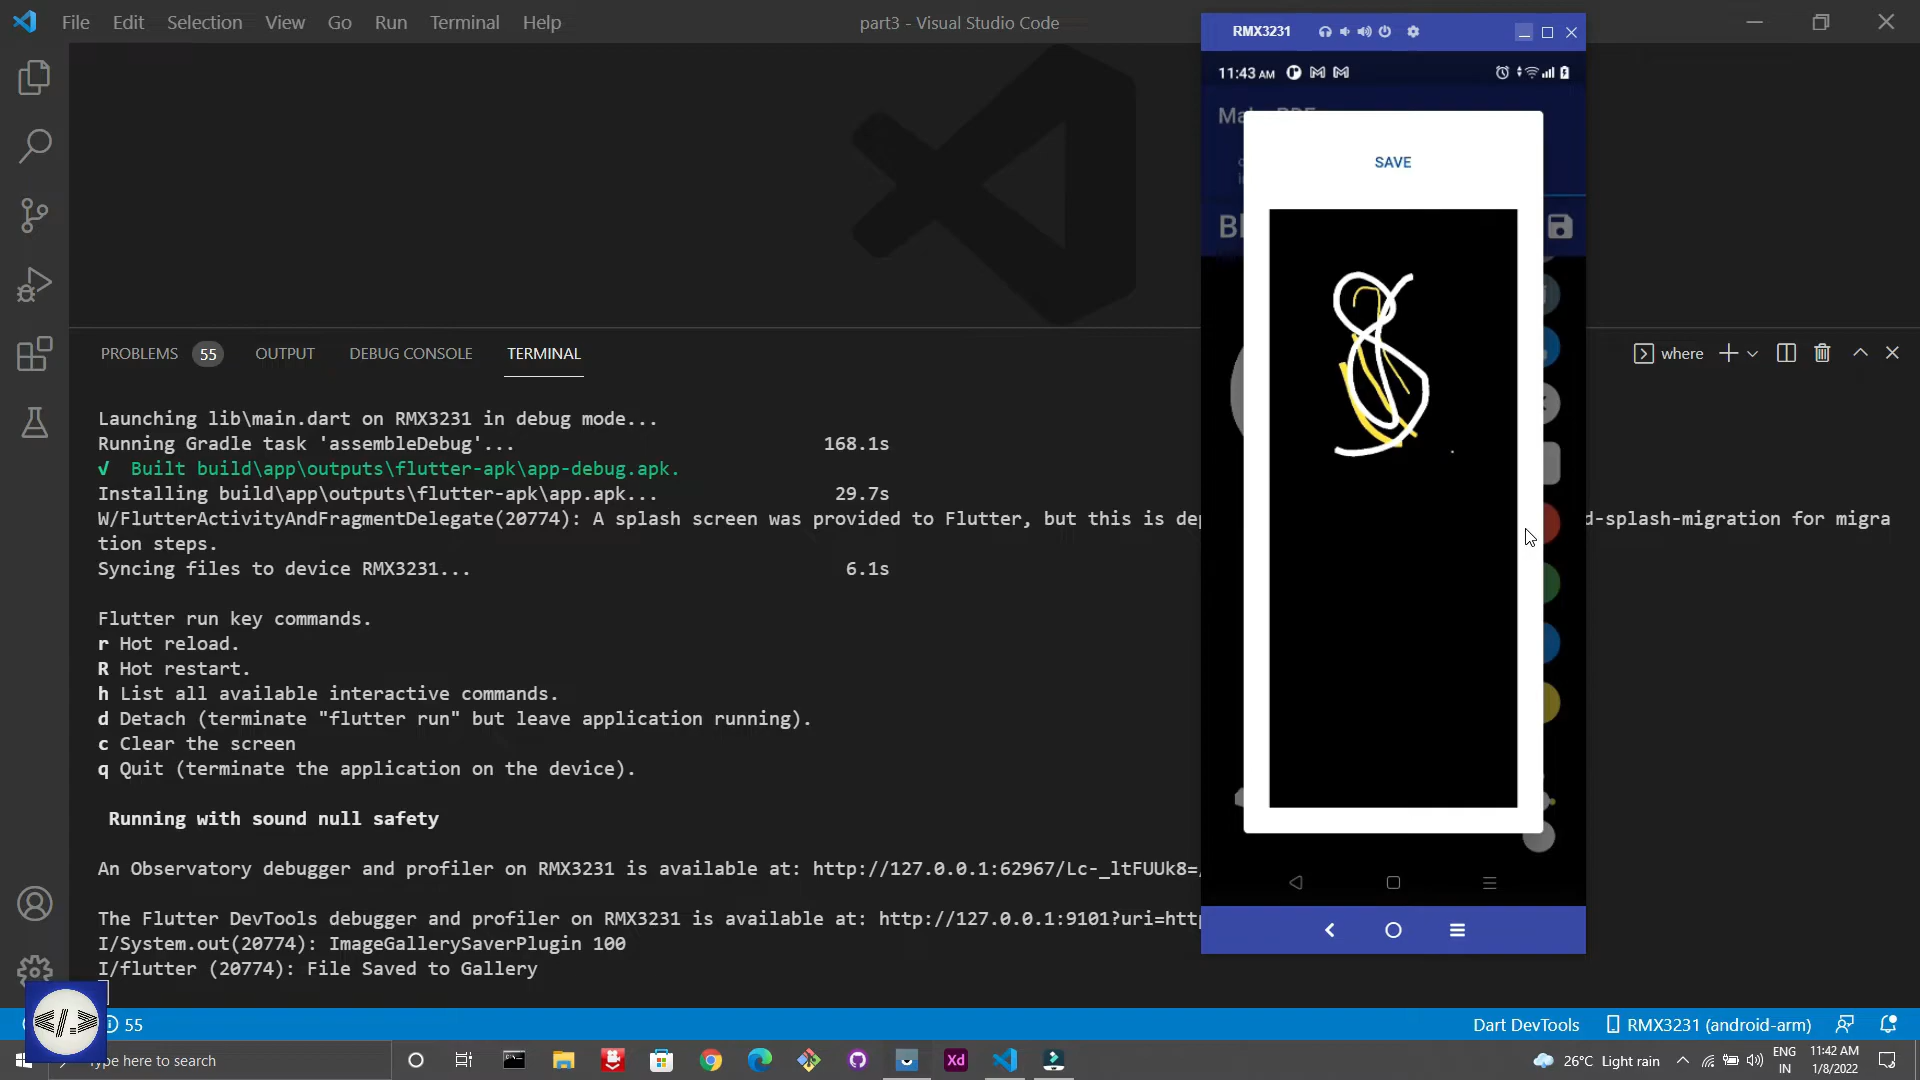 File Edit Selection View Go Run Terminal Help
part3 - Visual Studio Code
RMX3231
11:43 AM
SAVE
PROBLEMS 55 OUTPUT DEBUG CONSOLE TERMINAL
where
Launching lib\main.dart on RMX3231 in debug mode...
Running Gradle task 'assembleDebug'... 168.1s
√ Built build\app\outputs\flutter-apk\app-debug.apk.
Installing build\app\outputs\flutter-apk\app.apk... 29.7s
W/FlutterActivityAndFragmentDelegate(20774): A splash screen was provided to Flutter, but this is de d-splash-migration for migra
tion steps.
Syncing files to device RMX3231... 6.1s
Flutter run key commands.
r Hot reload.
R Hot restart.
h List all available interactive commands.
d Detach (terminate "flutter run" but leave application running).
c Clear the screen
q Quit (terminate the application on the device).
Running with sound null safety
An Observatory debugger and profiler on RMX3231 is available at: http://127.0.0.1:62967/Lc-_ltFUUk8=
The Flutter DevTools debugger and profiler on RMX3231 is available at: http://127.0.0.1:9101?uri=htt
I/System.out(20774): ImageGallerySaverPlugin 100
I/flutter (20774): File Saved to Gallery
</.>
55
Dart DevTools RMX3231 (android-arm)
here to search
26°C Light rain
ENG
IN
11:42 AM
1/8/2022
Xd